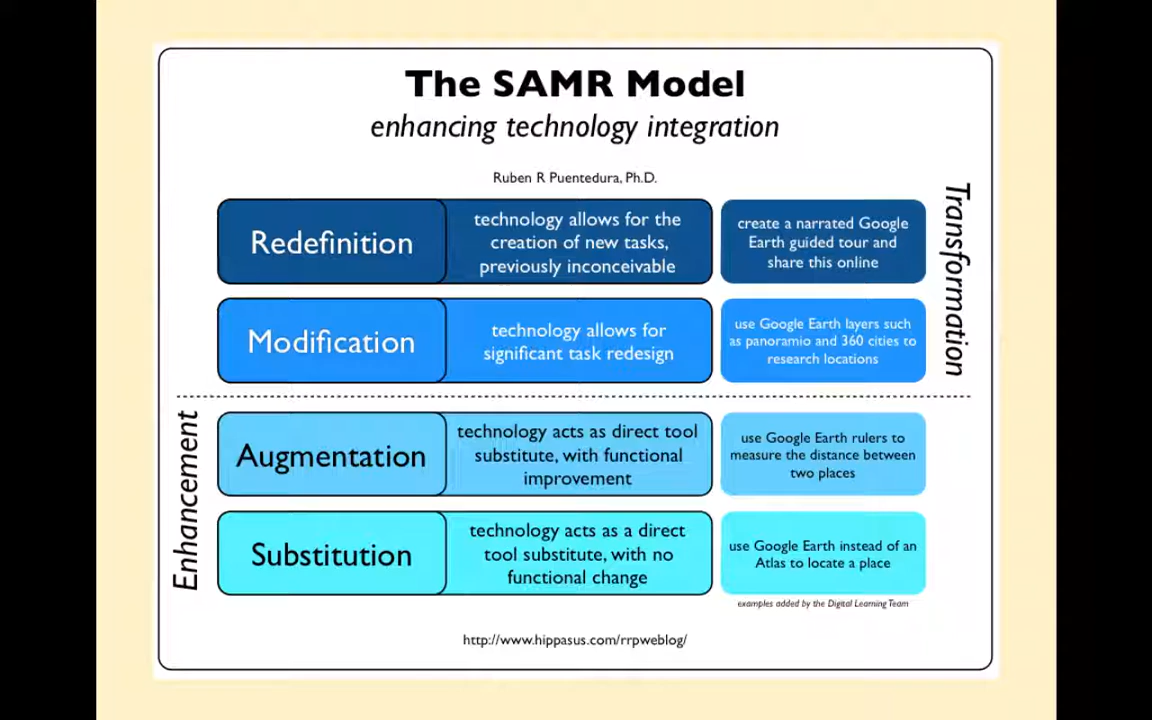 The SAMR Model
enhancing technology integration
Ruben R Puentedura, Ph.D.
Transformation
Redefinition
technology allows for the
creation of new tasks,
previously inconceivable
create a narrated Google
Earth guided tour and
share this online
Modification
technology allows for
significant task redesign
use Google Earth layers such
as panoramio and 360 cities to
research locations
Enhancement
Augmentation
technology acts as direct tool
substitute, with functional
improvement
use Google Earth rulers to
measure the distance between
two places
Substitution
technology acts as a direct
tool substitute, with no
functional change
use Google Earth instead of an
Atlas to locate a place
examples added by the Digital Learning Team
http://www.hippasus.com/rrpweblog/